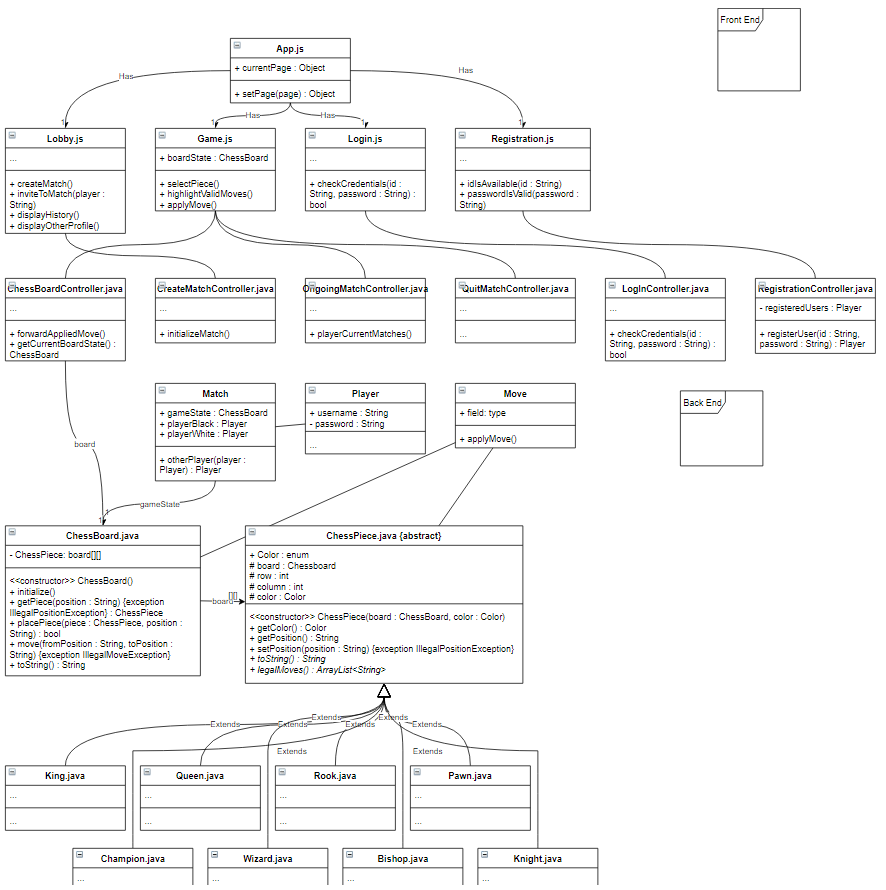 Front End
App.js
+ currentPage : Object
+ setPage(page) : Object
Has
Has
Has
Has
1
1
1
1
Lobby.js
...
+ createMatch()
+ inviteToMatch(player :
String)
+ displayHistory()
+ displayOtherProfile()
Game.js
+ boardState : ChessBoard
+ selectPiece()
+ highlightValidMoves()
+ applyMove()
Login.js
...
+ checkCredentials(id :
String, password : String) :
bool
Registration.js
...
+ idIsAvailable(id : String)
+ passwordIsValid(password :
String)
ChessBoardController.java
...
+ forwardAppliedMove()
+ getCurrentBoardState() :
ChessBoard
CreateMatchController.java
...
+ initializeMatch()
OngoingMatchController.java
...
+ playerCurrentMatches()
QuitMatchController.java
...
...
LogInController.java
...
+ checkCredentials(id :
String, password : String) :
bool
RegistrationController.java
- registeredUsers : Player
+ registerUser(id : String,
password : String) : Player
Match
+ gameState : ChessBoard
+ playerBlack : Player
+ playerWhite : Player
+ otherPlayer(player :
Player) : Player
Player
+ username : String
- password : String
...
Move
+ field: type
+ applyMove()
Back End
board
gameState
1
1
ChessBoard.java
- ChessPiece: board[][]
<<constructor>> ChessBoard()
+ initialize()
+ getPiece(position : String) {exception
IllegalPositionException} : ChessPiece
+ placePiece(piece : ChessPiece, position :
String) : bool
+ move(fromPosition : String, toPosition :
String) {exception IllegalMoveException}
+ toString() : String
board
[][]
ChessPiece.java {abstract}
+ Color : enum
# board : Chessboard
# row : int
# column : int
# color : Color
<<constructor>> ChessPiece(board : ChessBoard, color : Color)
+ getColor() : Color
+ getPosition() : String
+ setPosition(position : String) {exception IllegalPositionException}
+ toString() : String
+ legalMoves() : ArrayList<String>
Extends
Extends
Extends
Extends
Extends
Extends
Extends
Extends
King.java
...
...
Queen.java
...
...
Rook.java
...
...
Pawn.java
...
...
Champion.java
...
Wizard.java
...
Bishop.java
...
Knight.java
...